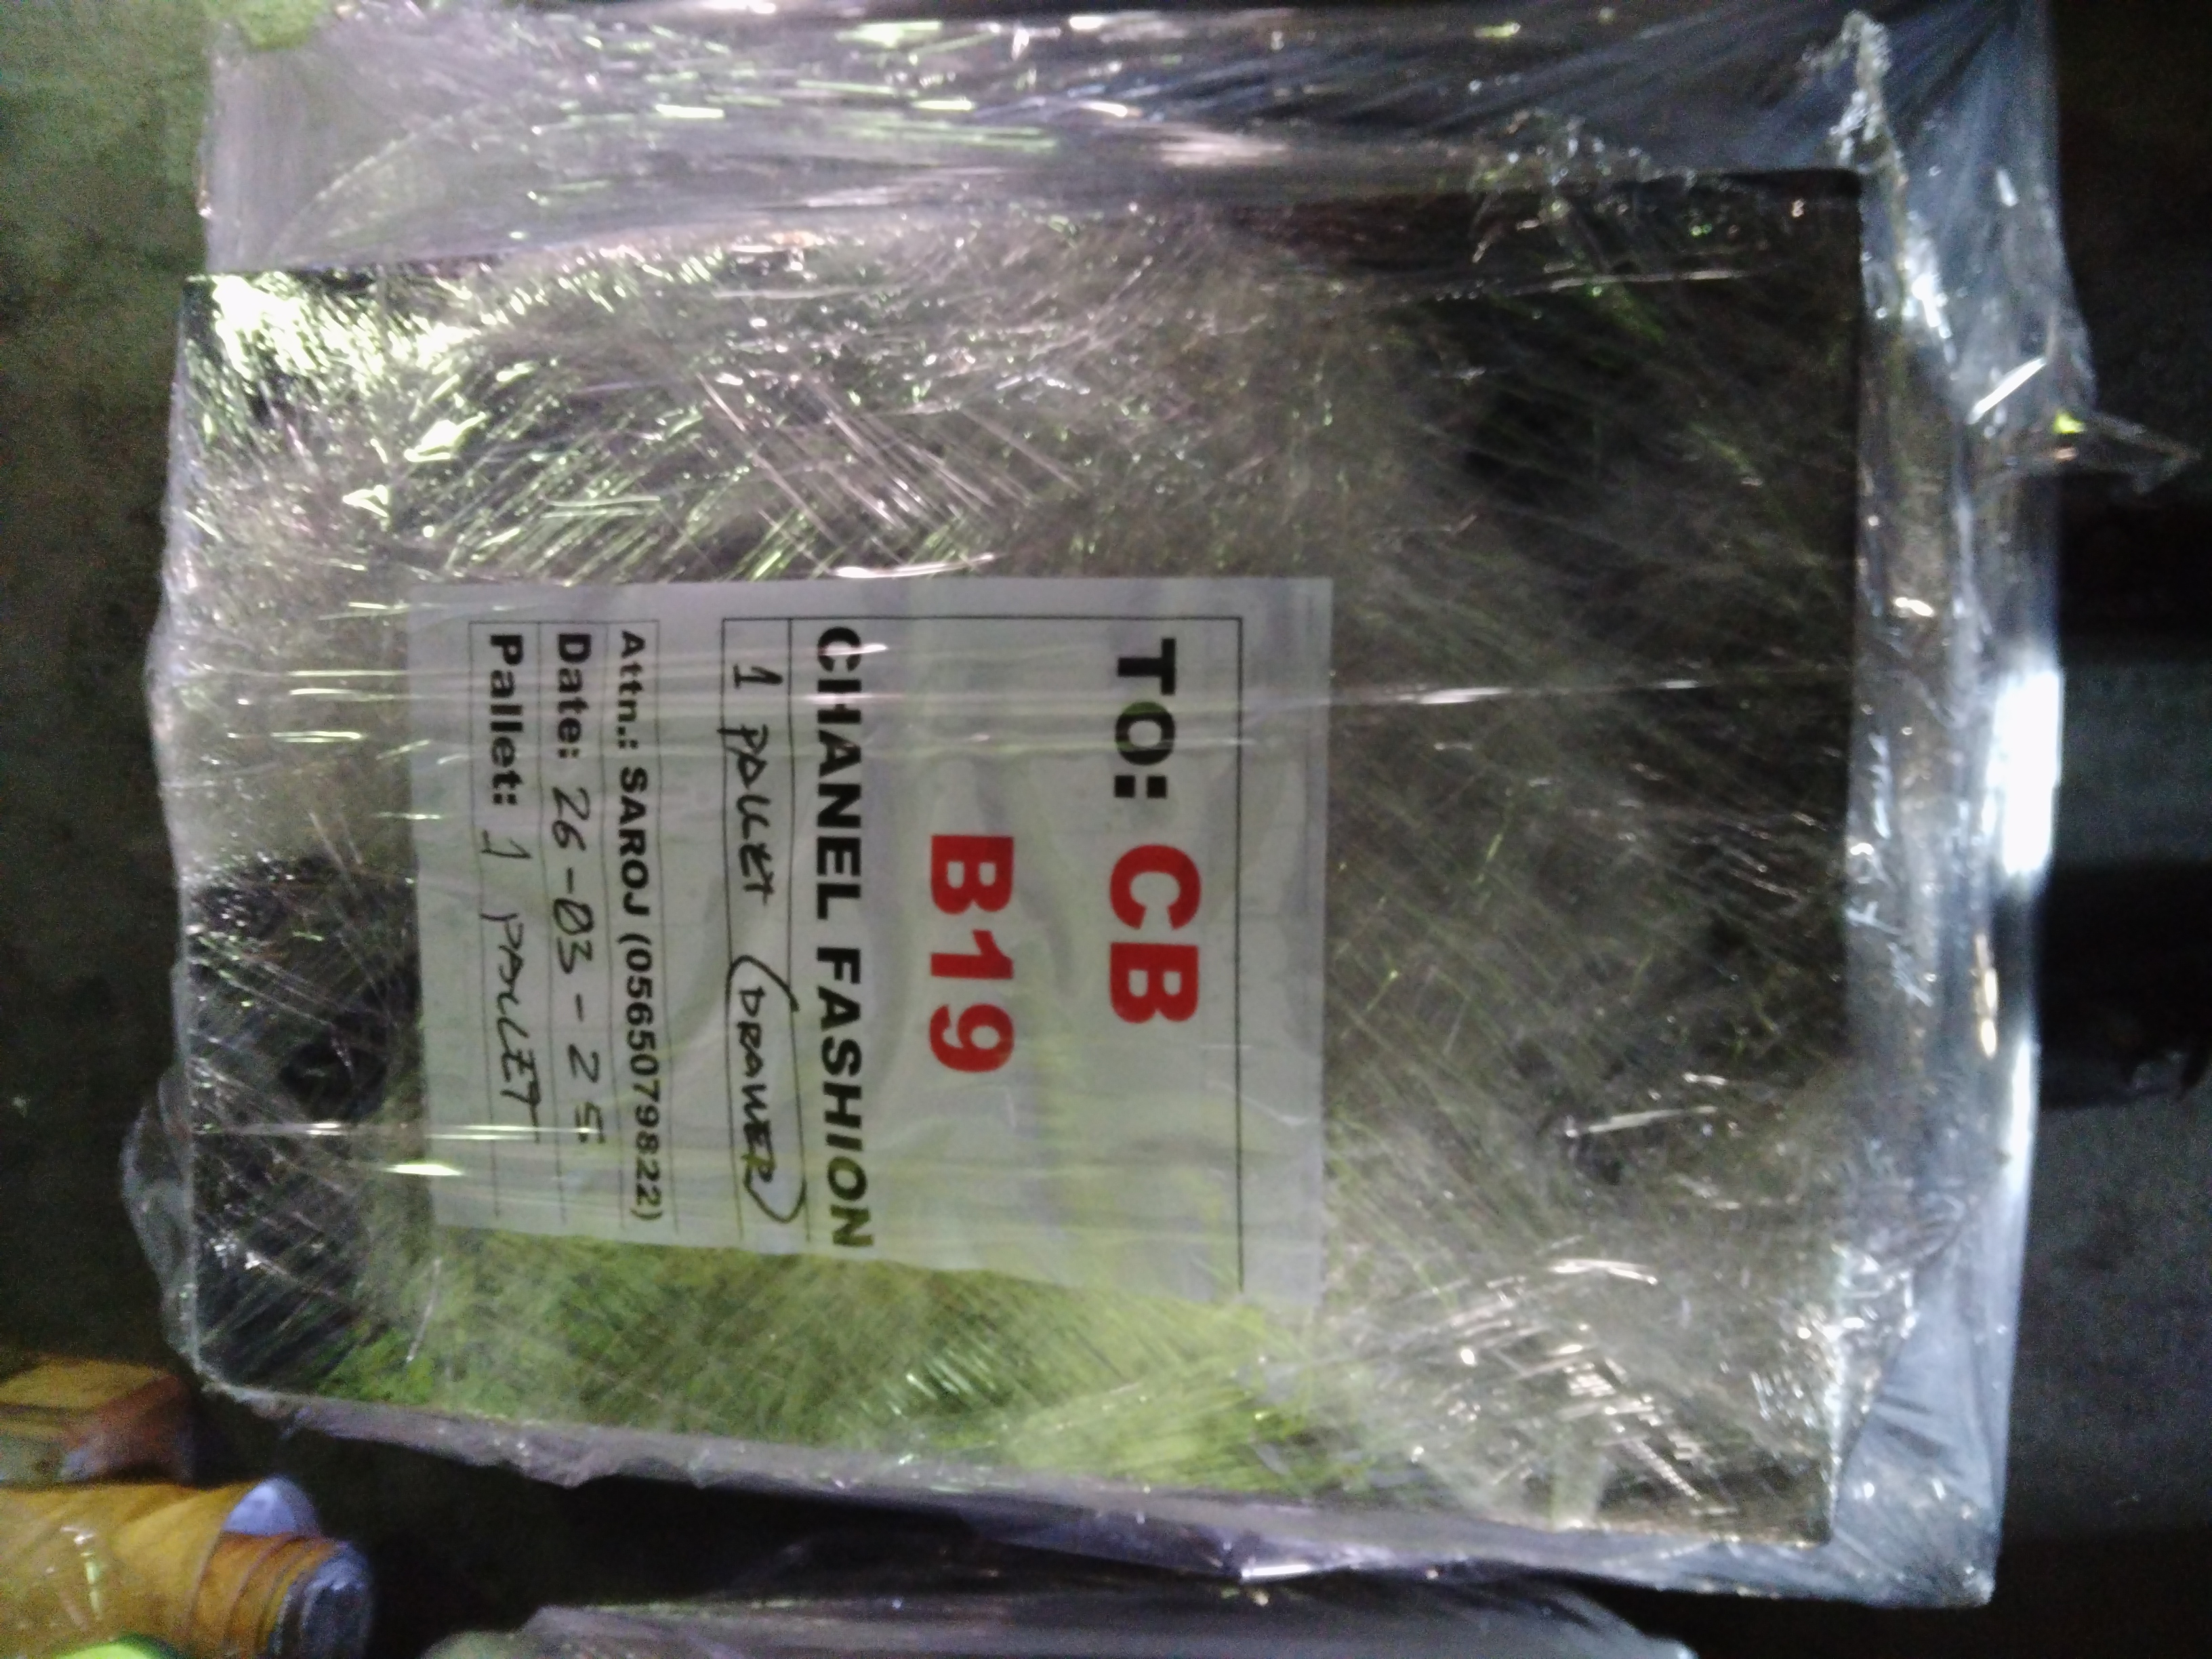 TO: CB
B19
CHANEL FASHION
1 PALLET (DRAWER)
Attn.: SAROJ (0565079822)
Date: 26-03-25
Pallet: 1 PALLET